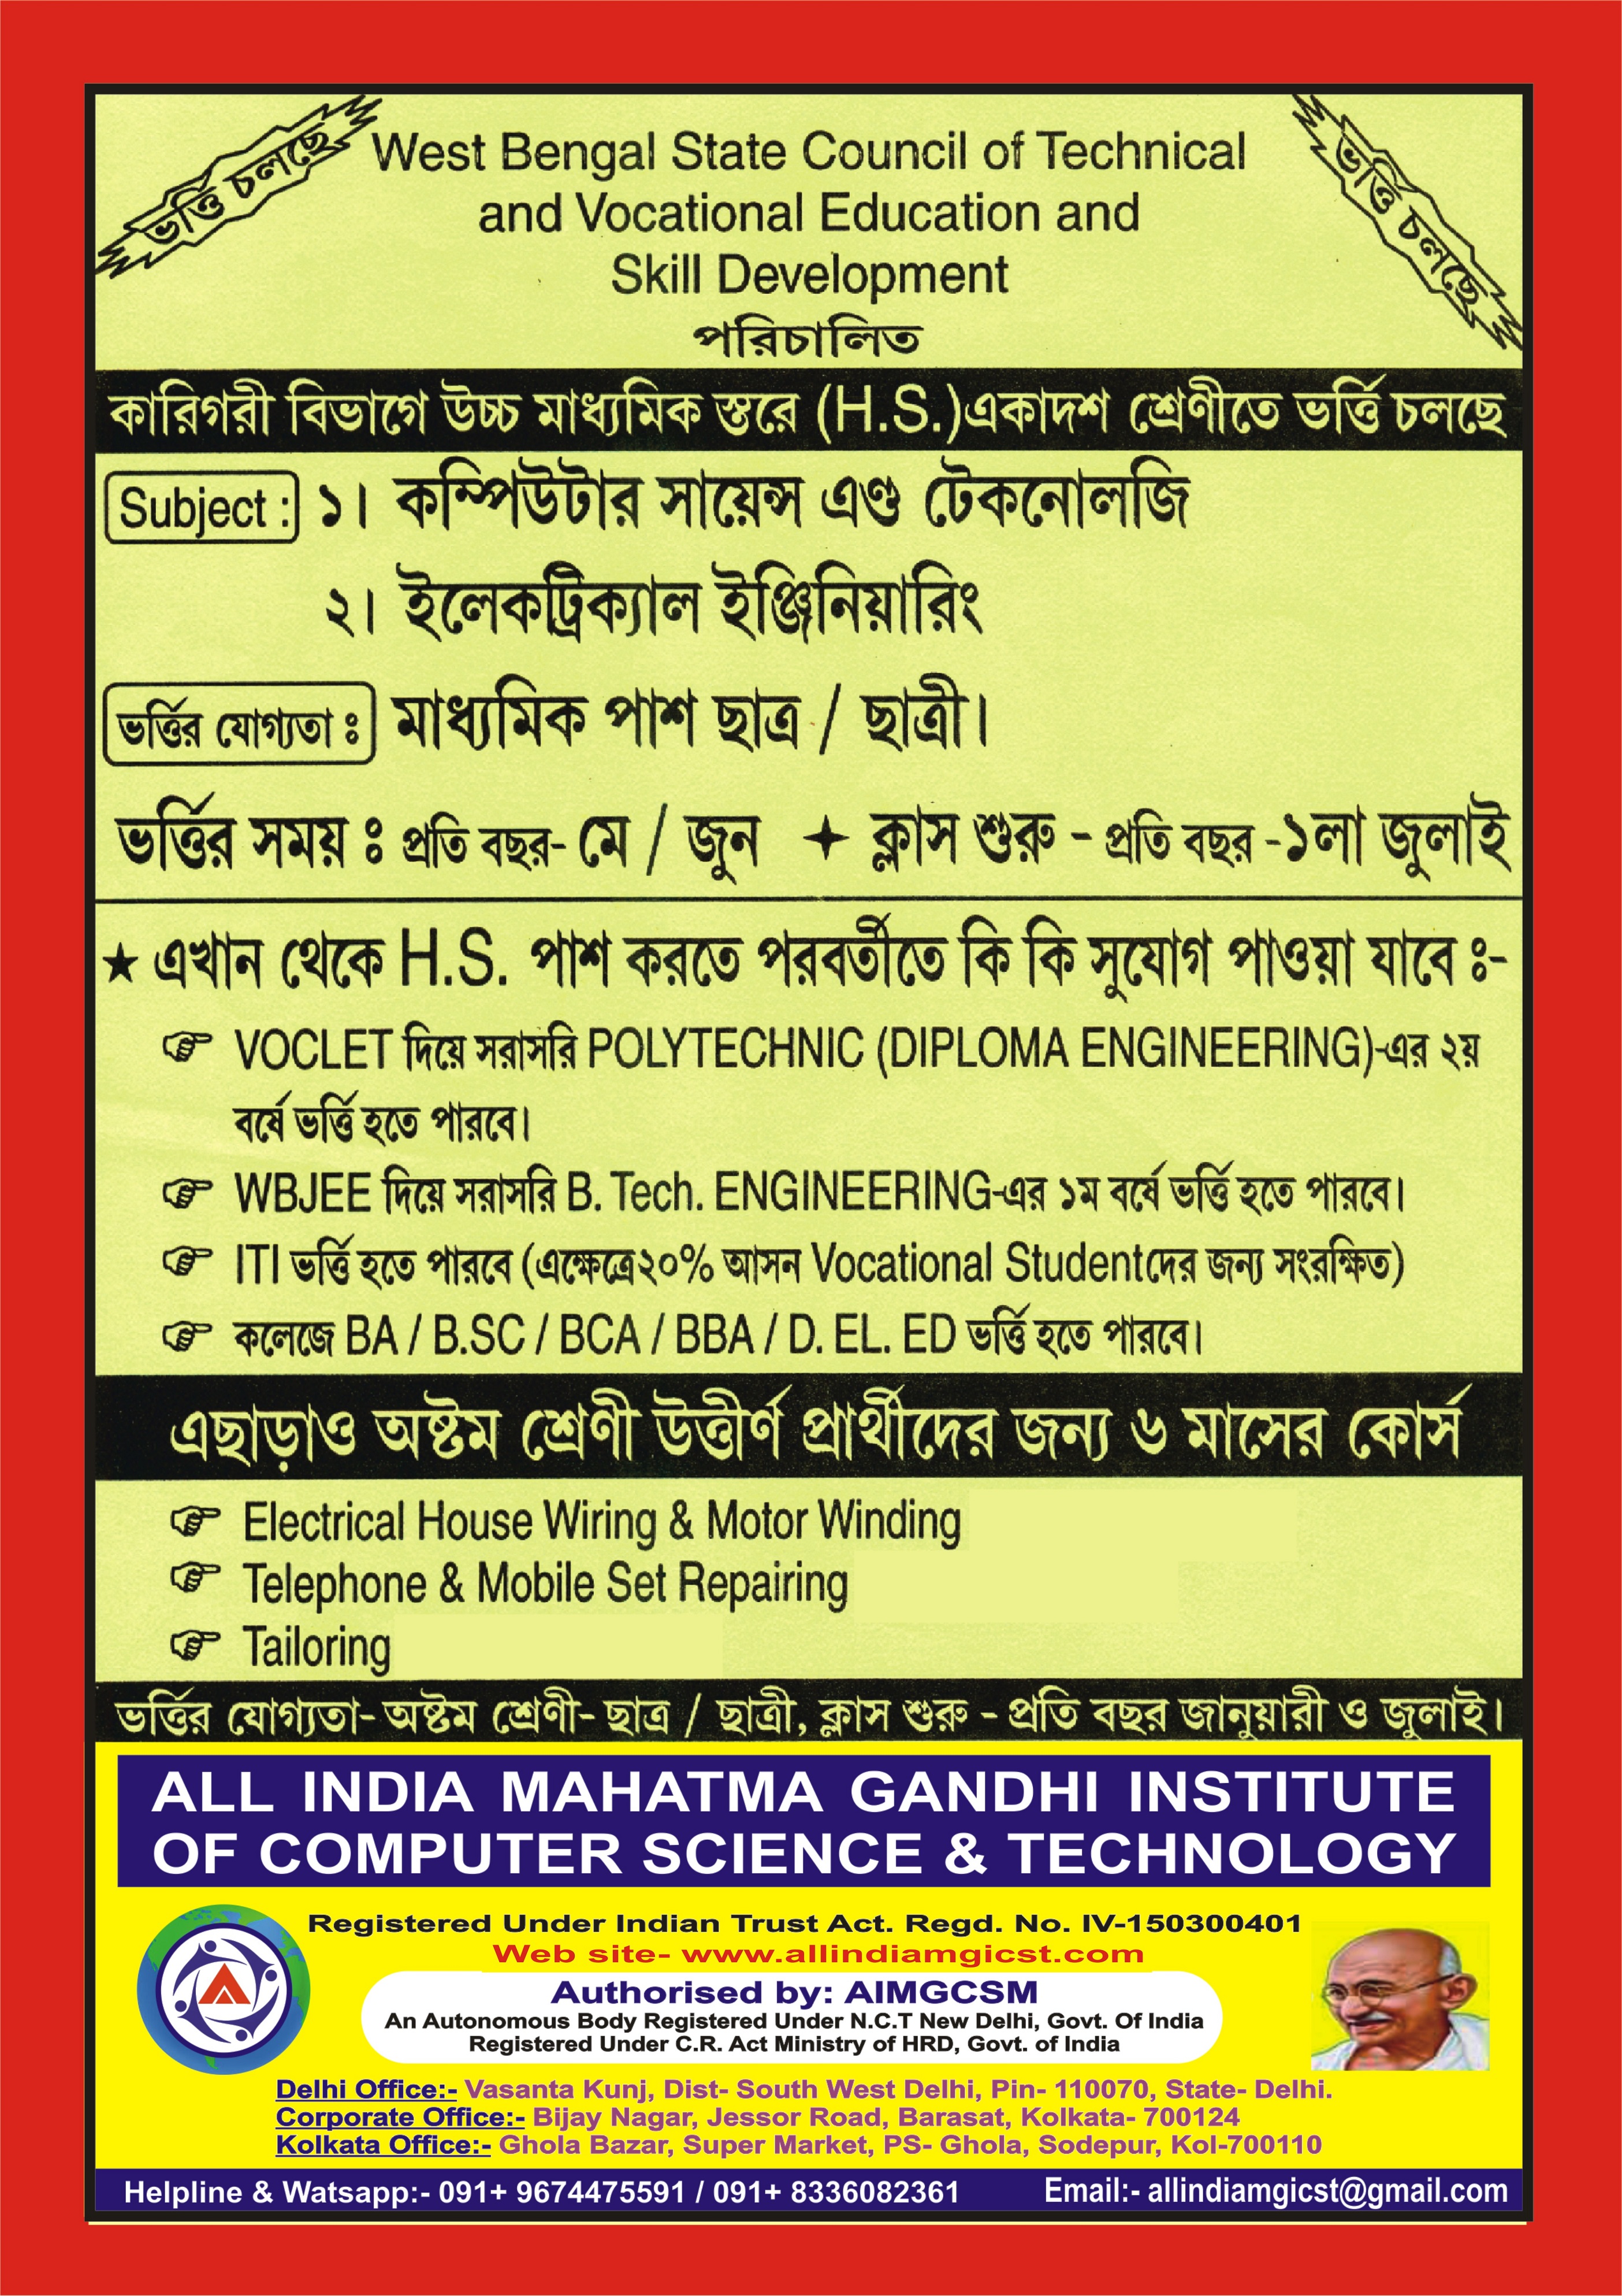 ভর্ত্তি চলছে
ভর্ত্তি চলছে
West Bengal State Council of Technical
and Vocational Education and
Skill Development
পরিচালিত
কারিগরী বিভাগে উচ্চ মাধ্যমিক স্তরে (H.S.)একাদশ শ্রেণীতে ভর্ত্তি চলছে
Subject : ১। কম্পিউটার সায়েন্স এণ্ড টেকনোলজি
২। ইলেকট্রিক্যাল ইঞ্জিনিয়ারিং
ভর্ত্তির যোগ্যতা ঃ মাধ্যমিক পাশ ছাত্র / ছাত্রী।
ভর্ত্তির সময় ঃ প্রতি বছর- মে / জুন ✦ ক্লাস শুরু - প্রতি বছর -১লা জুলাই
★ এখান থেকে H.S. পাশ করতে পরবর্তীতে কি কি সুযোগ পাওয়া যাবে ঃ-
☞ VOCLET দিয়ে সরাসরি POLYTECHNIC (DIPLOMA ENGINEERING)-এর ২য়
বর্ষে ভর্ত্তি হতে পারবে।
☞ WBJEE দিয়ে সরাসরি B. Tech. ENGINEERING-এর ১ম বর্ষে ভর্ত্তি হতে পারবে।
☞ ITI ভর্ত্তি হতে পারবে (এক্ষেত্রে২০% আসন Vocational Studentদের জন্য সংরক্ষিত)
☞ কলেজে BA / B.SC / BCA / BBA / D. EL. ED ভর্ত্তি হতে পারবে।
এছাড়াও অষ্টম শ্রেণী উত্তীর্ণ প্রার্থীদের জন্য ৬ মাসের কোর্স
☞ Electrical House Wiring & Motor Winding
☞ Telephone & Mobile Set Repairing
☞ Tailoring
ভর্ত্তির যোগ্যতা- অষ্টম শ্রেণী- ছাত্র / ছাত্রী, ক্লাস শুরু - প্রতি বছর জানুয়ারী ও জুলাই।
ALL INDIA MAHATMA GANDHI INSTITUTE
OF COMPUTER SCIENCE & TECHNOLOGY
Registered Under Indian Trust Act. Regd. No. IV-150300401
Web site- www.allindiamgicst.com
Authorised by: AIMGCSM
An Autonomous Body Registered Under N.C.T New Delhi, Govt. Of India
Registered Under C.R. Act Ministry of HRD, Govt. of India
Delhi Office:- Vasanta Kunj, Dist- South West Delhi, Pin- 110070, State- Delhi.
Corporate Office:- Bijay Nagar, Jessor Road, Barasat, Kolkata- 700124
Kolkata Office:- Ghola Bazar, Super Market, PS- Ghola, Sodepur, Kol-700110
Helpline & Watsapp:- 091+ 9674475591 / 091+ 8336082361 Email:- allindiamgicst@gmail.com